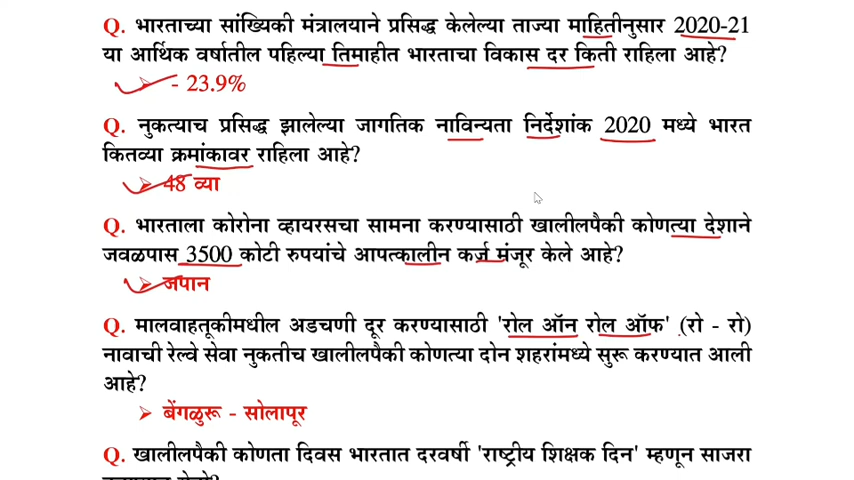 Q. भारताच्या सांख्यिकी मंत्रालयाने प्रसिद्ध केलेल्या ताज्या माहितीनुसार 2020-21
या आर्थिक वर्षातील पहिल्या तिमाहीत भारताचा विकास दर किती राहिला आहे?
➢ - 23.9%
Q. नुकत्याच प्रसिद्ध झालेल्या जागतिक नाविन्यता निर्देशांक 2020 मध्ये भारत
कितव्या क्रमांकावर राहिला आहे?
➢ 48 व्या
Q. भारताला कोरोना व्हायरसचा सामना करण्यासाठी खालीलपैकी कोणत्या देशाने
जवळपास 3500 कोटी रुपयांचे आपत्कालीन कर्ज मंजूर केले आहे?
➢ जपान
Q. मालवाहतूकीमधील अडचणी दूर करण्यासाठी 'रोल ऑन रोल ऑफ' (रो - रो)
नावाची रेल्वे सेवा नुकतीच खालीलपैकी कोणत्या दोन शहरांमध्ये सुरू करण्यात आली
आहे?
➢ बेंगळुरू - सोलापूर
Q. खालीलपैकी कोणता दिवस भारतात दरवर्षी 'राष्ट्रीय शिक्षक दिन' म्हणून साजरा